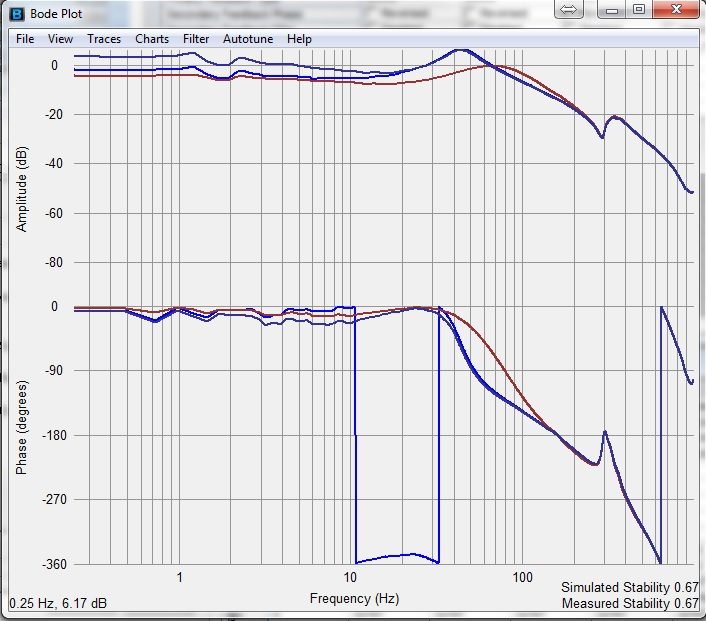 Bode Plot
File View Traces Charts Filter Autotune Help
0
-20
-40
-60
-80
Amplitude (dB)
0
-90
-180
-270
-360
Phase (degrees)
1 10 100
Frequency (Hz)
0.25 Hz, 6.17 dB
Simulated Stability 0.67
Measured Stability 0.67